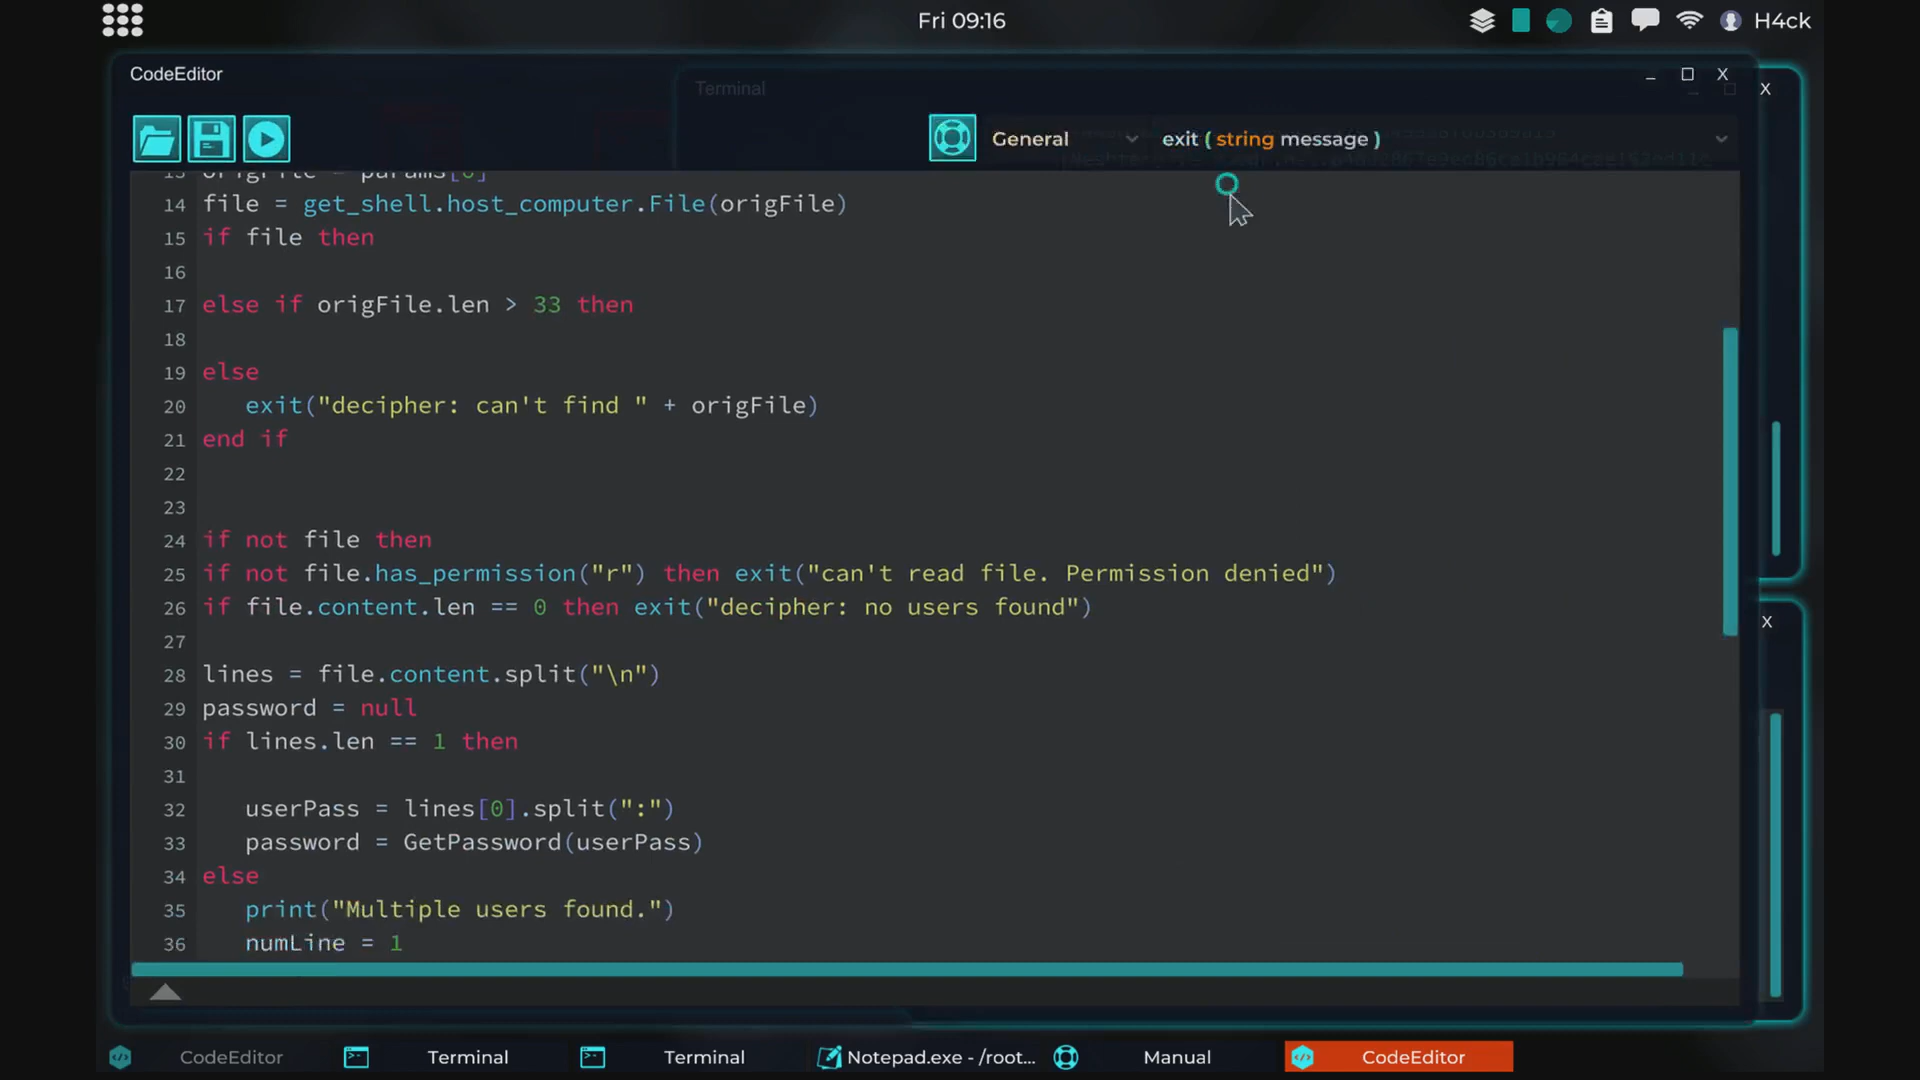 Fri 09:16
H4ck
CodeEditor
Terminal
_ X
X
General
exit ( string message )
13 origFile = params[0]
14 file = get_shell.host_computer.File(origFile)
15 if file then
16
17 else if origFile.len > 33 then
18
19 else
20 exit("decipher: can't find " + origFile)
21 end if
22
23
24 if not file then
25 if not file.has_permission("r") then exit("can't read file. Permission denied")
26 if file.content.len == 0 then exit("decipher: no users found")
27
28 lines = file.content.split("\n")
29 password = null
30 if lines.len == 1 then
31
32 userPass = lines[0].split(":")
33 password = GetPassword(userPass)
34 else
35 print("Multiple users found.")
36 numLine = 1
X
CodeEditor
Terminal
Terminal
Notepad.exe - /root...
Manual
CodeEditor